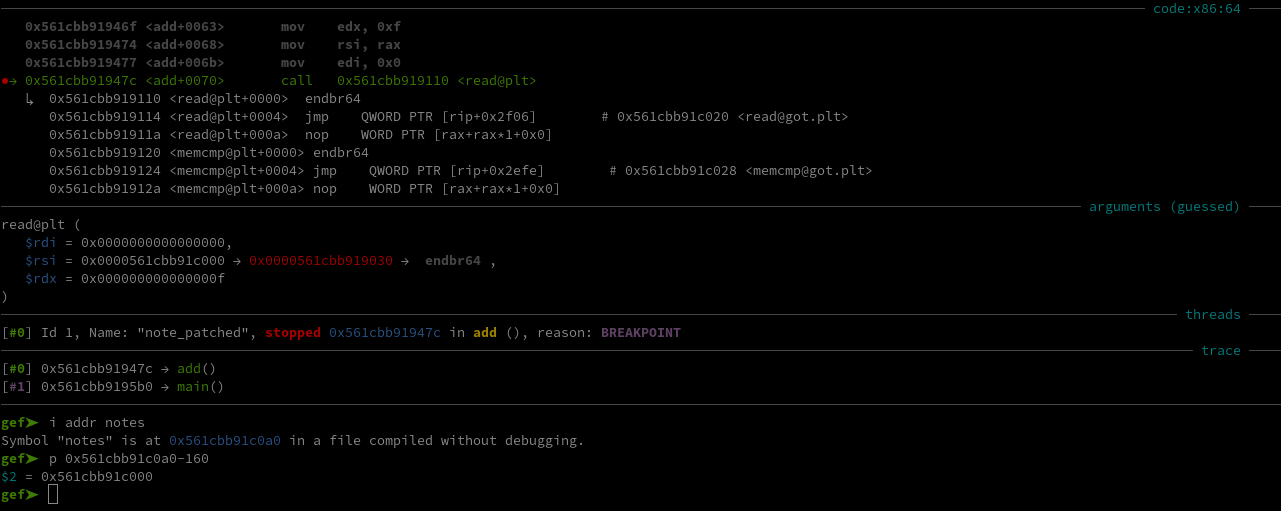 code:x86:64
0x561cbb91946f <add+0063> mov edx, 0xf
0x561cbb919474 <add+0068> mov rsi, rax
0x561cbb919477 <add+006b> mov edi, 0x0
●→ 0x561cbb91947c <add+0070> call 0x561cbb919110 <read@plt>
↳ 0x561cbb919110 <read@plt+0000> endbr64
0x561cbb919114 <read@plt+0004> jmp QWORD PTR [rip+0x2f06] # 0x561cbb91c020 <read@got.plt>
0x561cbb91911a <read@plt+000a> nop WORD PTR [rax+rax*1+0x0]
0x561cbb919120 <memcmp@plt+0000> endbr64
0x561cbb919124 <memcmp@plt+0004> jmp QWORD PTR [rip+0x2efe] # 0x561cbb91c028 <memcmp@got.plt>
0x561cbb91912a <memcmp@plt+000a> nop WORD PTR [rax+rax*1+0x0]
arguments (guessed)
read@plt (
$rdi = 0x0000000000000000,
$rsi = 0x0000561cbb91c000 → 0x0000561cbb919030 → endbr64 ,
$rdx = 0x000000000000000f
)
threads
[#0] Id 1, Name: "note_patched", stopped 0x561cbb91947c in add (), reason: BREAKPOINT
trace
[#0] 0x561cbb91947c → add()
[#1] 0x561cbb9195b0 → main()
gef➤ i addr notes
Symbol "notes" is at 0x561cbb91c0a0 in a file compiled without debugging.
gef➤ p 0x561cbb91c0a0-160
$2 = 0x561cbb91c000
gef➤